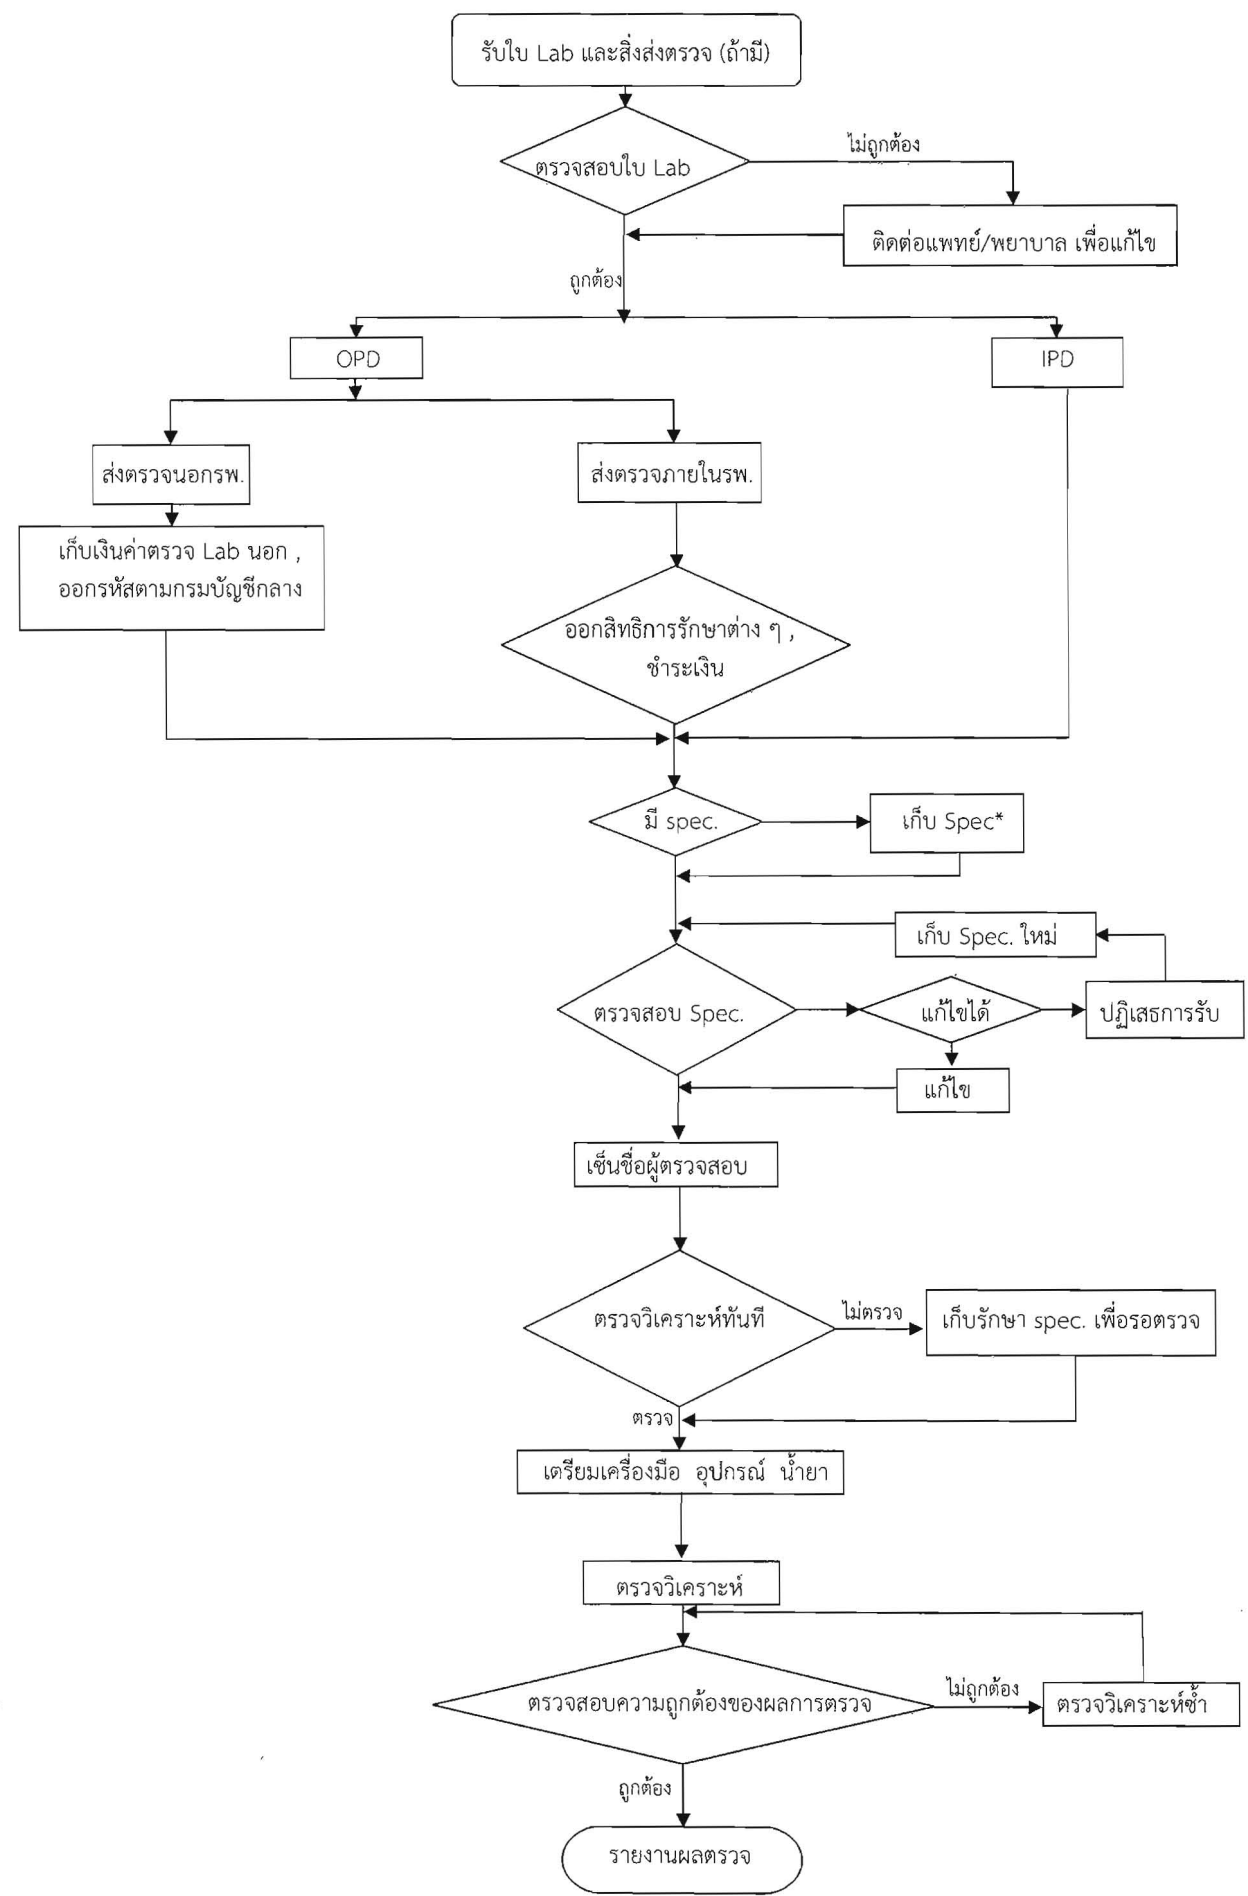 รับใบ Lab และสิ่งส่งตรวจ (ถ้ามี)
ไม่ถูกต้อง
ตรวจสอบใบ Lab
ติดต่อแพทย์/พยาบาล เพื่อแก้ไข
ถูกต้อง
OPD
IPD
ส่งตรวจนอกรพ.
ส่งตรวจภายในรพ.
เก็บเงินค่าตรวจ Lab นอก ,
ออกรหัสตามกรมบัญชีกลาง
ออกสิทธิการรักษาต่าง ๆ ,
ชำระเงิน
มี spec.
เก็บ Spec*
เก็บ Spec. ใหม่
ตรวจสอบ Spec.
แก้ไขได้
ปฏิเสธการรับ
แก้ไข
เซ็นชื่อผู้ตรวจสอบ
ตรวจวิเคราะห์ทันที
ไม่ตรวจ
เก็บรักษา spec. เพื่อรอตรวจ
ตรวจ
เตรียมเครื่องมือ อุปกรณ์ น้ำยา
ตรวจวิเคราะห์
ตรวจสอบความถูกต้องของผลการตรวจ
ไม่ถูกต้อง
ตรวจวิเคราะห์ซ้ำ
ถูกต้อง
รายงานผลตรวจ